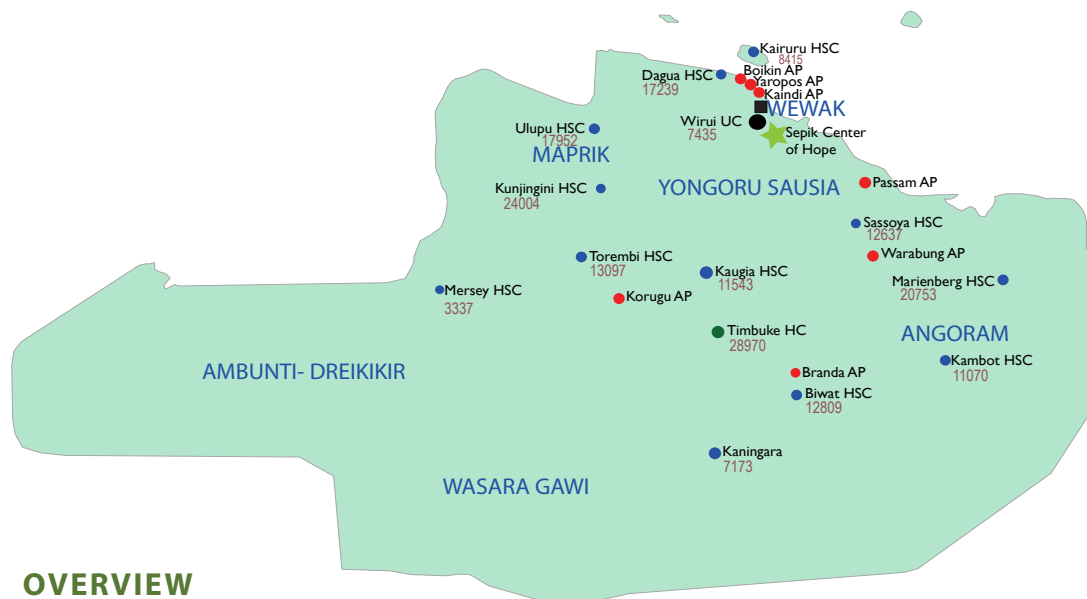 Kairuru HSC
8415
Boikin AP
Dagua HSC
17239
Yaropos AP
Kaindi AP
WEWAK
Wirui UC
7435
Sepik Center
of Hope
Ulupu HSC
17952
MAPRIK
Kunjingini HSC
24004
YONGORU SAUSIA
Passam AP
Sassoya HSC
12637
Torembi HSC
13097
Warabung AP
Kaugia HSC
11543
Marienberg HSC
20753
Mersey HSC
3337
Korugu AP
Timbuke HC
28970
ANGORAM
Kambot HSC
11070
AMBUNTI- DREIKIKIR
Branda AP
Biwat HSC
12809
Kaningara
7173
WASARA GAWI
OVERVIEW